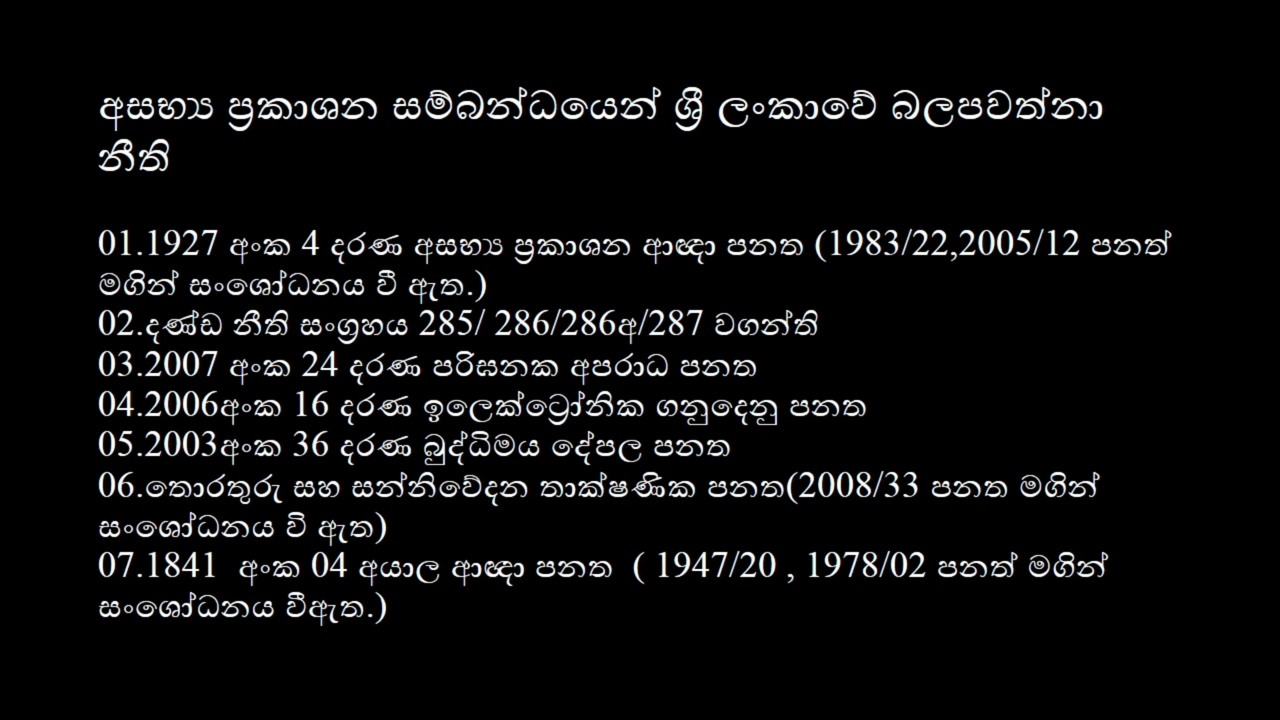 අසභ්‍ය ප්‍රකාශන සම්බන්ධයෙන් ශ්‍රී ලංකාවේ බලපවත්නා
නීති
01.1927 අංක 4 දරණ අසභ්‍ය ප්‍රකාශන ආඥා පනත (1983/22,2005/12 පනත්
මගින් සංශෝධනය වී ඇත.)
02.දණ්ඩ නීති සංග්‍රහය 285/ 286/286අ/287 වගන්ති
03.2007 අංක 24 දරණ පරිඝනක අපරාධ පනත
04.2006අංක 16 දරණ ඉලෙක්ට්‍රෝනික ගනුදෙනු පනත
05.2003අංක 36 දරණ බුද්ධිමය දේපල පනත
06.තොරතුරු සහ සන්නිවේදන තාක්ෂණික පනත(2008/33 පනත මගින්
සංශෝධනය වි ඇත)
07.1841 අංක 04 අයාල ආඥා පනත ( 1947/20 , 1978/02 පනත් මගින්
සංශෝධනය වීඇත.)